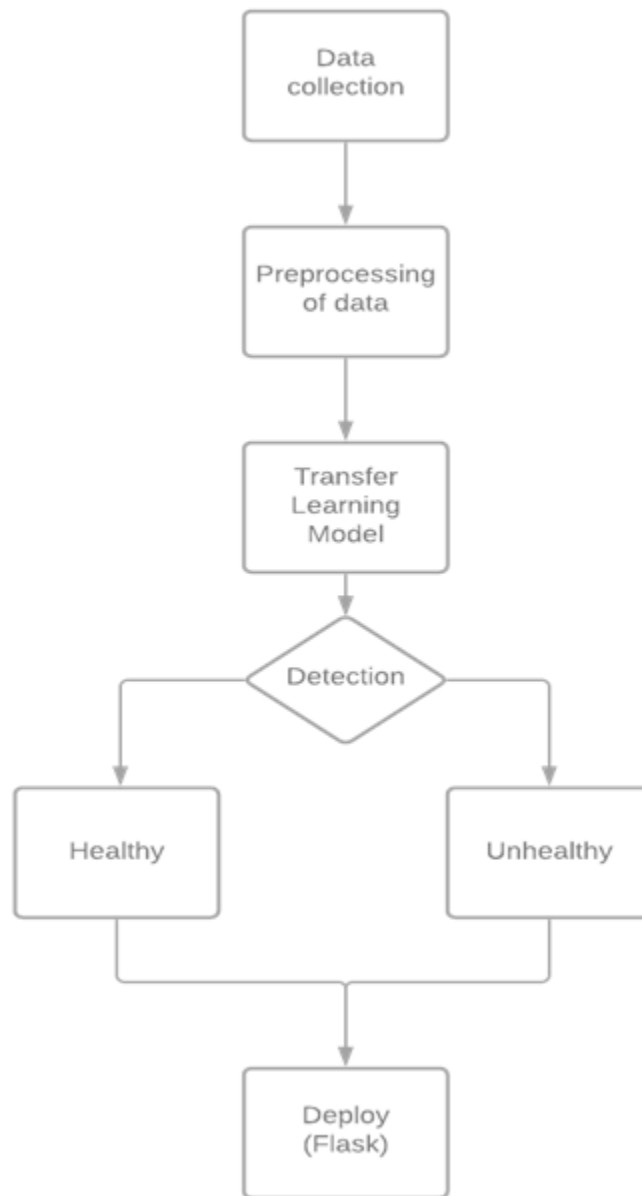 Data
collection
Preprocessing
of data
Transfer
Learning
Model
Detection
Healthy
Unhealthy
Deploy
(Flask)